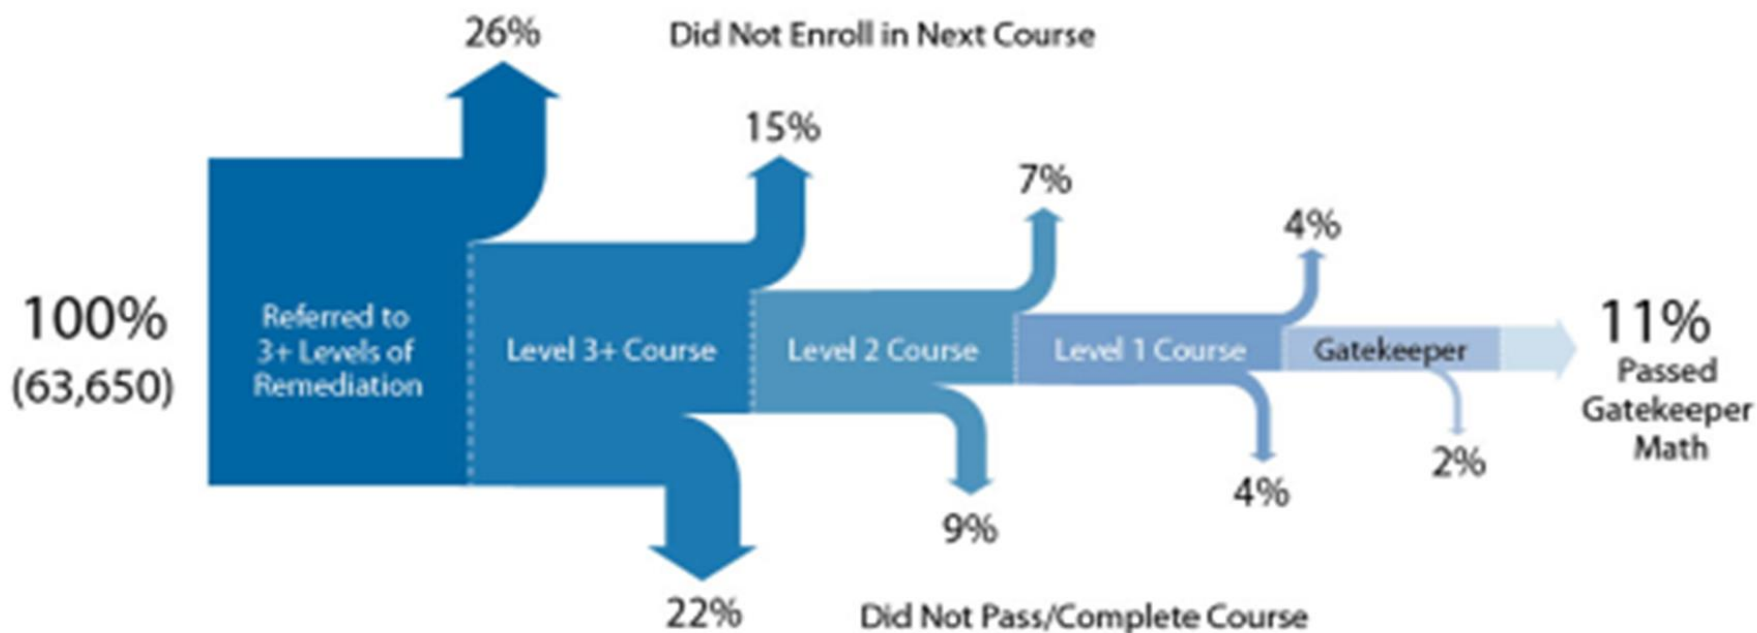 26%
Did Not Enroll in Next Course
15%
7%
4%
100%
(63,650)
Referred to
3+ Levels of
Remediation
Level 3+ Course
Level 2 Course
Level 1 Course
Gatekeeper
11%
Passed
Gatekeeper
Math
22%
9%
4%
2%
Did Not Pass/Complete Course